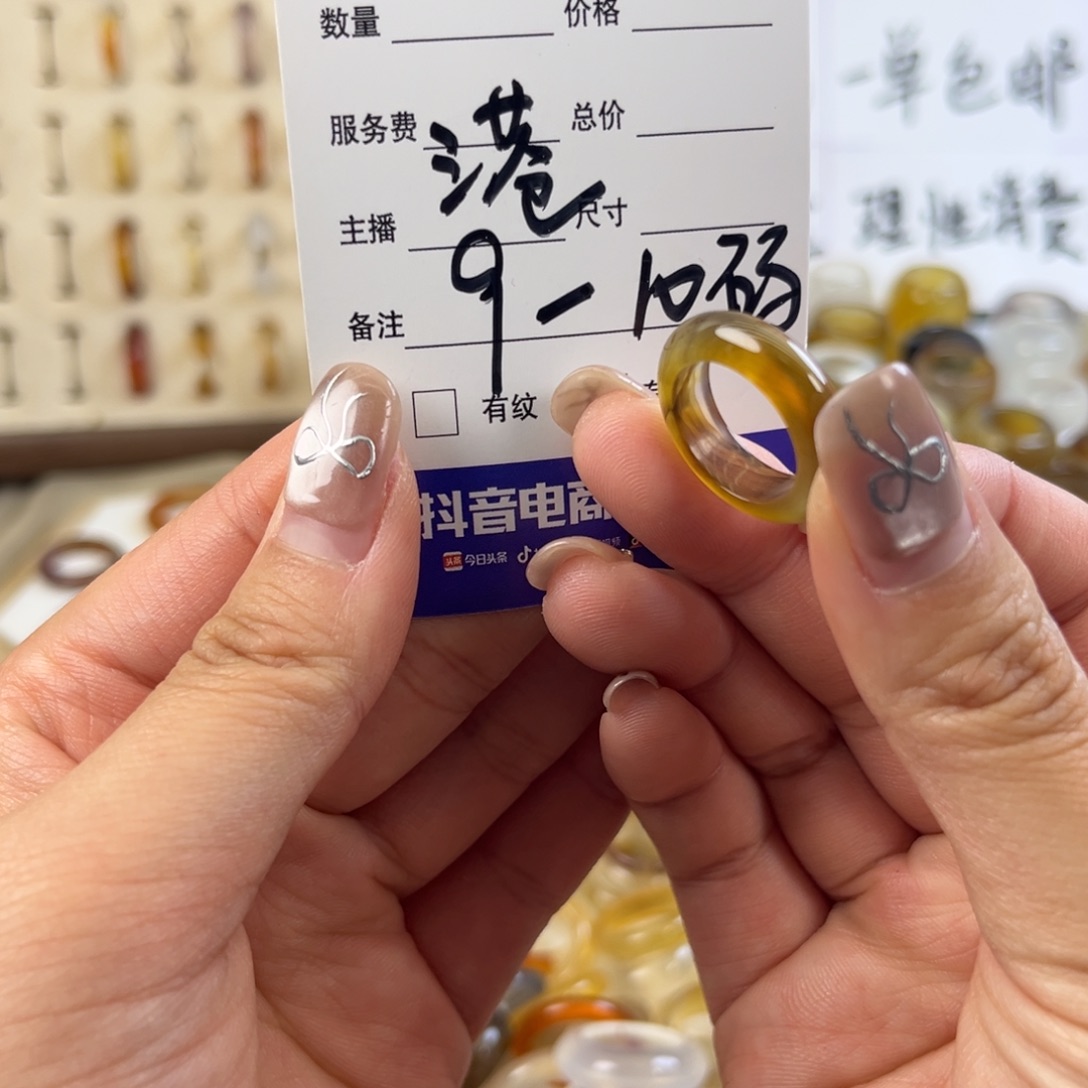 数量 价格
服务费 港 总价
主播 尺寸
备注 9-10码
有纹
抖音电商
头条 今日头条
一单包邮
理性消费